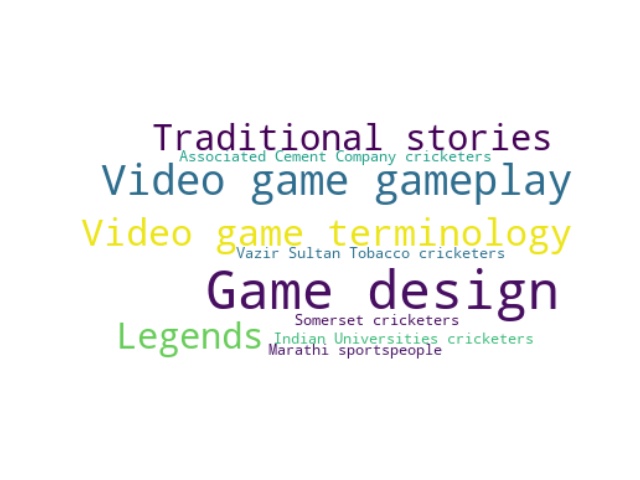 Traditional stories
Associated Cement Company cricketers
Video game gameplay
Video game terminology
Vazir Sultan Tobacco cricketers
Game design
Somerset cricketers
Legends
Indian Universities cricketers
Marathi sportspeople